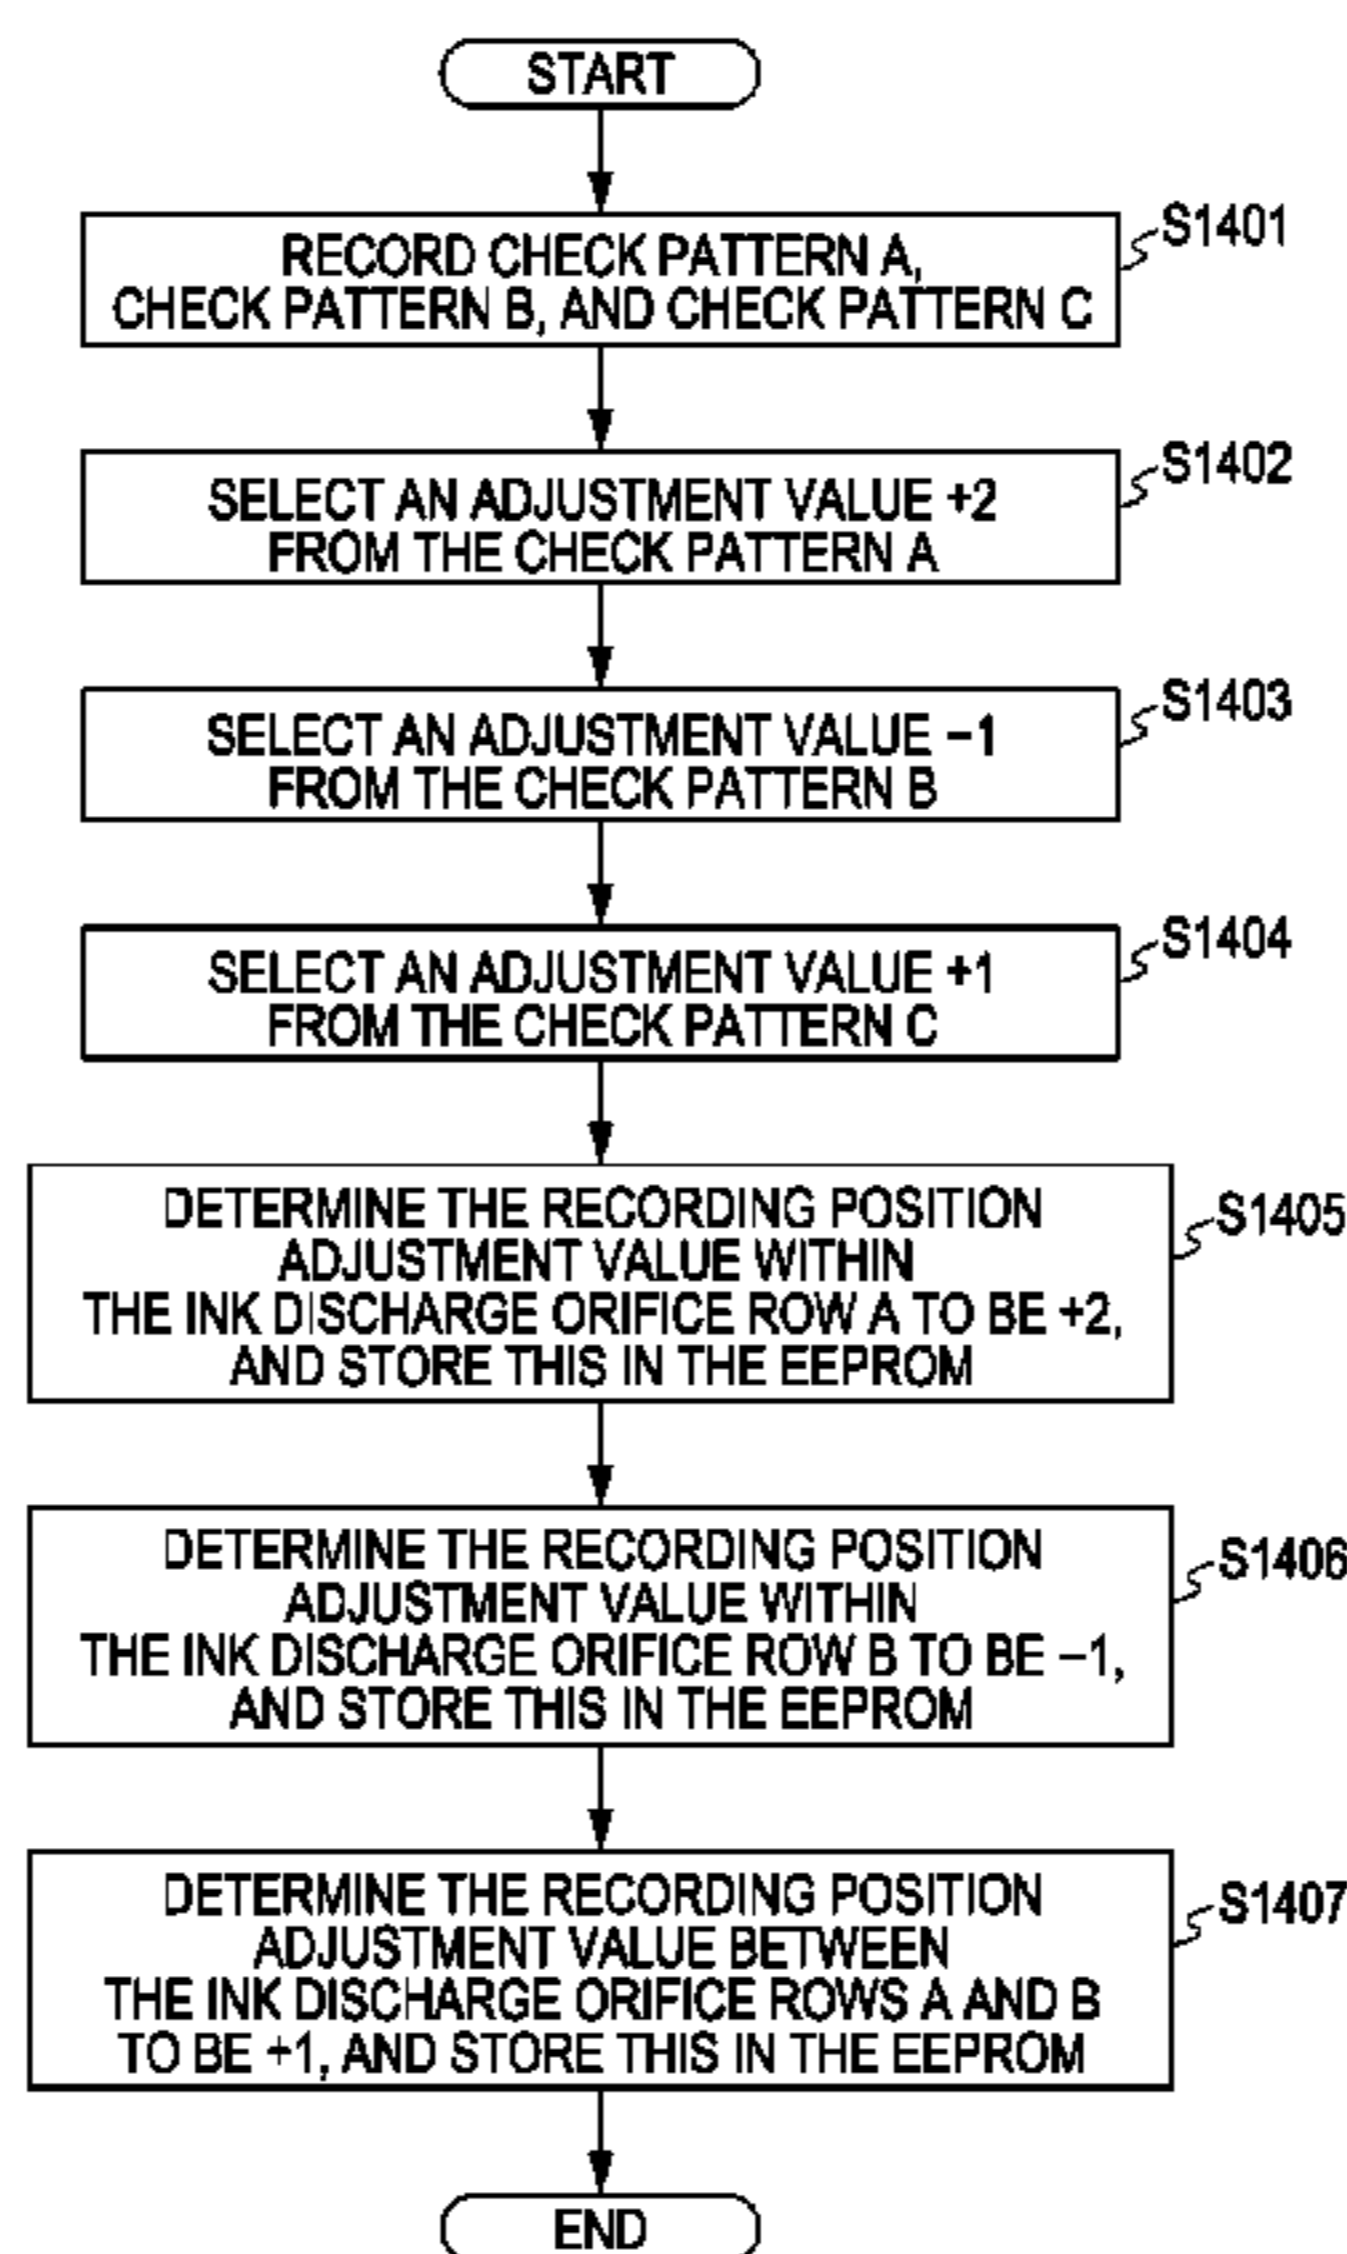 START
S1401
RECORD CHECK PATTERN A,
CHECK PATTERN B, AND CHECK PATTERN C
S1402
SELECT AN ADJUSTMENT VALUE +2
FROM THE CHECK PATTERN A
S1403
SELECT AN ADJUSTMENT VALUE −1
FROM THE CHECK PATTERN B
S1404
SELECT AN ADJUSTMENT VALUE +1
FROM THE CHECK PATTERN C
S1405
DETERMINE THE RECORDING POSITION
ADJUSTMENT VALUE WITHIN
THE INK DISCHARGE ORIFICE ROW A TO BE +2,
AND STORE THIS IN THE EEPROM
S1406
DETERMINE THE RECORDING POSITION
ADJUSTMENT VALUE WITHIN
THE INK DISCHARGE ORIFICE ROW B TO BE −1,
AND STORE THIS IN THE EEPROM
S1407
DETERMINE THE RECORDING POSITION
ADJUSTMENT VALUE BETWEEN
THE INK DISCHARGE ORIFICE ROWS A AND B
TO BE +1, AND STORE THIS IN THE EEPROM
END